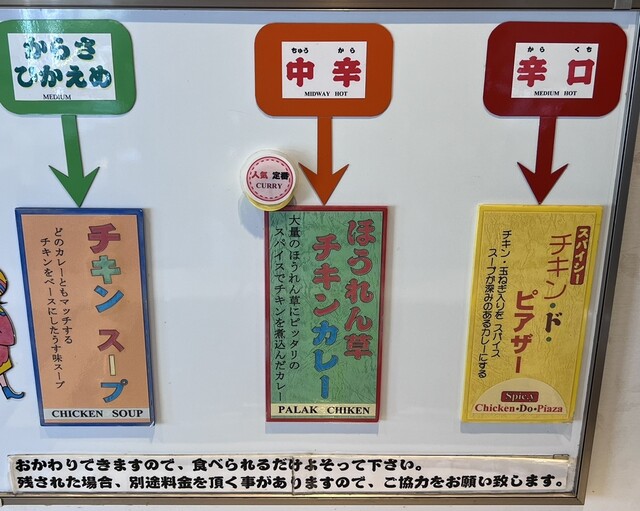 からさ
ひかえめ
MEDIUM
ちゅう から
中辛
MIDWAY HOT
から くち
辛口
MEDIUM HOT
人気 定番
CURRY
チキン スープ
どのカレーともマッチする
チキンをベースにしたうす味スープ
CHICKEN SOUP
ほうれん草
チキンカレー
大量のほうれん草にピッタリの
スパイスでチキンを煮込んだカレー
PALAK CHIKEN
スパイシー
チキン・ド・
ピアザー
チキン・玉ねぎ入りを スパイス
スープが深みのあるカレーにする
Spicy
Chicken•Do•Piaza
おかわりできますので、食べられるだけよそって下さい。
残された場合、別途料金を頂く事がありますので、ご協力をお願い致します。